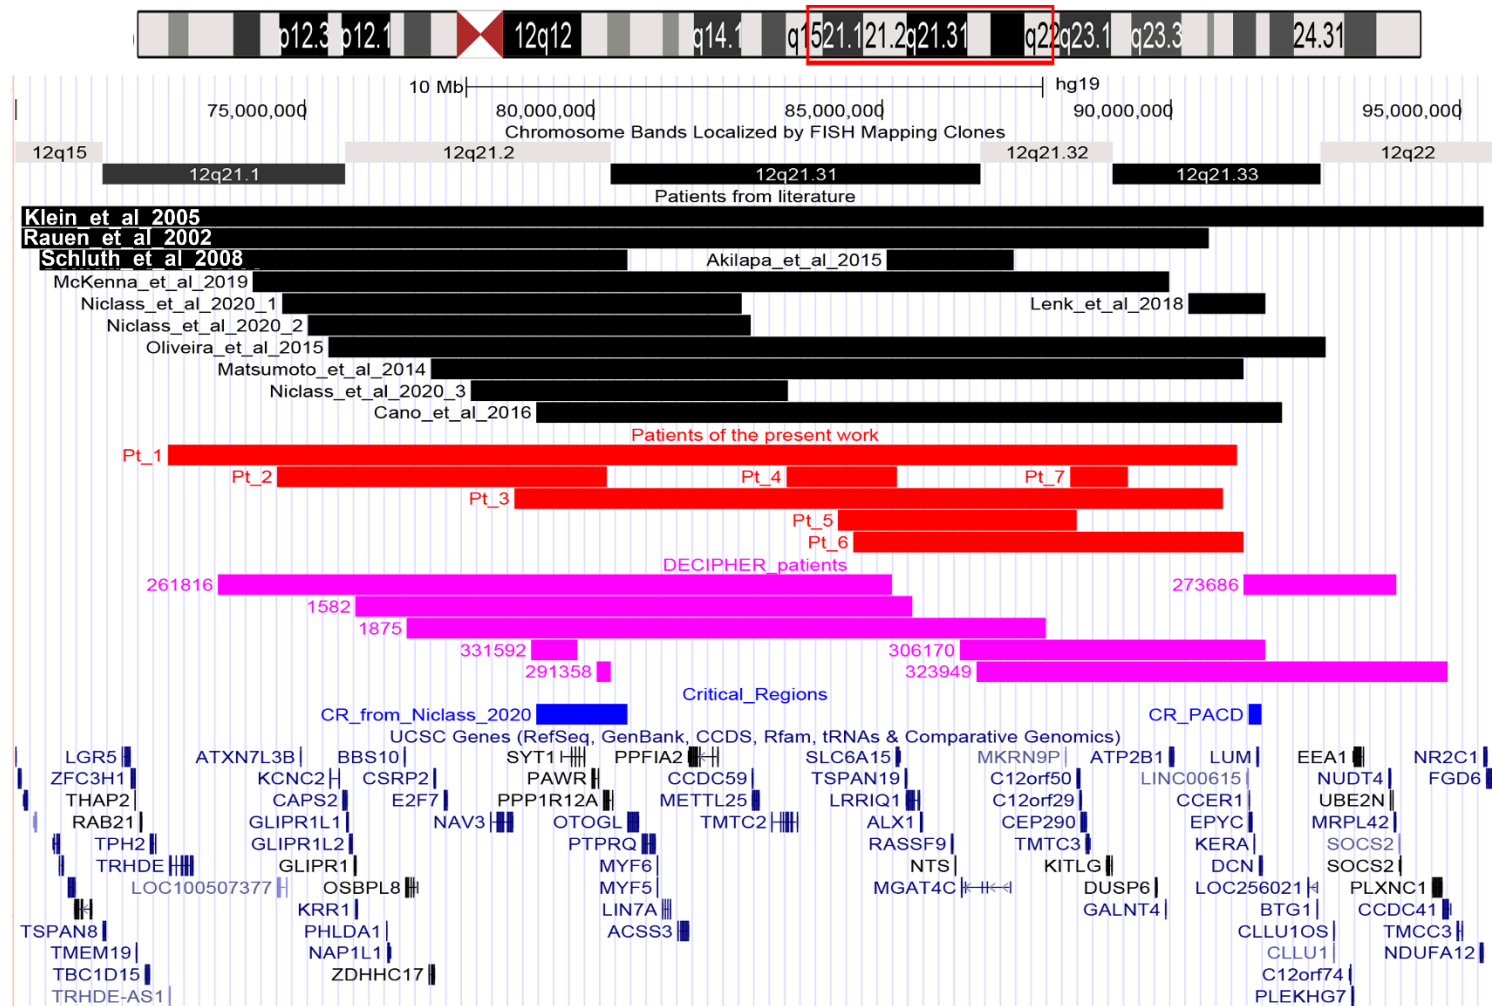 p12.3 p12.1 12q12 q14.1 q15 21.1 21.2 q21.31 q22 q23.1 q23.3 24.31
10 Mb hg19
75,000,000 80,000,000 85,000,000 90,000,000 95,000,000
Chromosome Bands Localized by FISH Mapping Clones
12q15 12q21.2 12q21.32 12q22
12q21.1 12q21.31 12q21.33
Patients from literature
Klein_et_al_2005
Rauen_et_al_2002
Schluth_et_al_2008 Akilapa_et_al_2015
McKenna_et_al_2019
Niclass_et_al_2020_1 Lenk_et_al_2018
Niclass_et_al_2020_2
Oliveira_et_al_2015
Matsumoto_et_al_2014
Niclass_et_al_2020_3
Cano_et_al_2016
Patients of the present work
Pt_1
Pt_2 Pt_4 Pt_7
Pt_3
Pt_5
Pt_6
DECIPHER_patients
261816 273686
1582
1875
331592 306170
291358 323949
Critical_Regions
CR_from_Niclass_2020 CR_PACD
UCSC Genes (RefSeq, GenBank, CCDS, Rfam, tRNAs & Comparative Genomics)
LGR5 ATXN7L3B BBS10 SYT1 PPFIA2 SLC6A15 MKRN9P ATP2B1 LUM EEA1 NR2C1
ZFC3H1 KCNC2 CSRP2 PAWR CCDC59 TSPAN19 C12orf50 LINC00615 NUDT4 FGD6
THAP2 CAPS2 E2F7 PPP1R12A METTL25 LRRIQ1 C12orf29 CCER1 UBE2N
RAB21 GLIPR1L1 NAV3 OTOGL TMTC2 ALX1 CEP290 EPYC MRPL42
TPH2 GLIPR1L2 PTPRQ RASSF9 TMTC3 KERA SOCS2
TRHDE GLIPR1 MYF6 NTS KITLG DCN SOCS2
LOC100507377 OSBPL8 MYF5 MGAT4C DUSP6 LOC256021 PLXNC1
KRR1 LIN7A GALNT4 BTG1 CCDC41
TSPAN8 PHLDA1 ACSS3 CLLU1OS TMCC3
TMEM19 NAP1L1 CLLU1 NDUFA12
TBC1D15 ZDHHC17 C12orf74
TRHDE-AS1 PLEKHG7